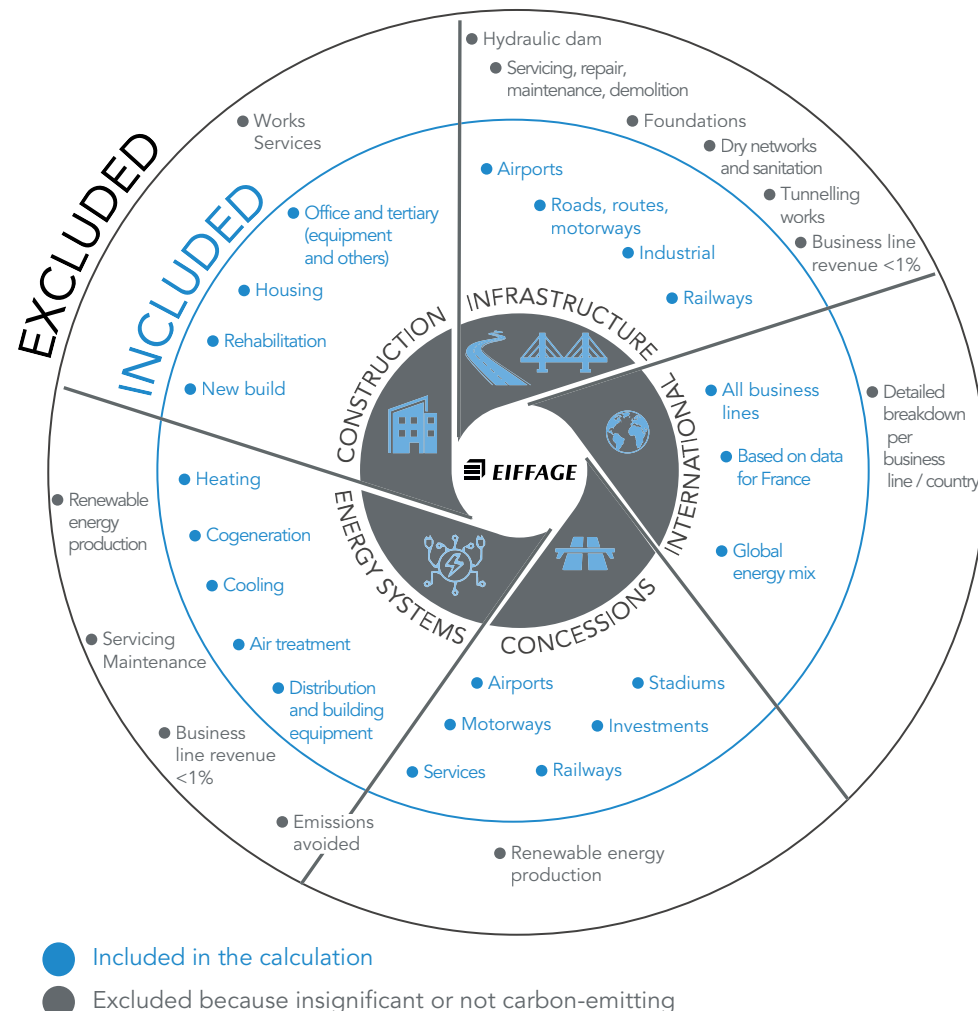 EXCLUDED
INCLUDED
Works
Services
Office and tertiary
(equipment
and others)
Housing
Rehabilitation
New build
CONSTRUCTION
Hydraulic dam
Servicing, repair,
maintenance, demolition
Foundations
Dry networks
and sanitation
Tunnelling
works
Business line
revenue <1%
Airports
Roads, routes,
motorways
Industrial
Railways
INFRASTRUCTURE
All business
lines
Based on data
for France
Global
energy mix
INTERNATIONAL
Detailed
breakdown
per
business
line / country
EIFFAGE
Renewable
energy
production
Servicing
Maintenance
Business
line revenue
<1%
Emissions
avoided
Heating
Cogeneration
Cooling
Air treatment
Distribution
and building
equipment
ENERGY SYSTEMS
CONCESSIONS
Airports
Stadiums
Motorways
Investments
Services
Railways
Renewable energy
production
Included in the calculation
Excluded because insignificant or not carbon-emitting